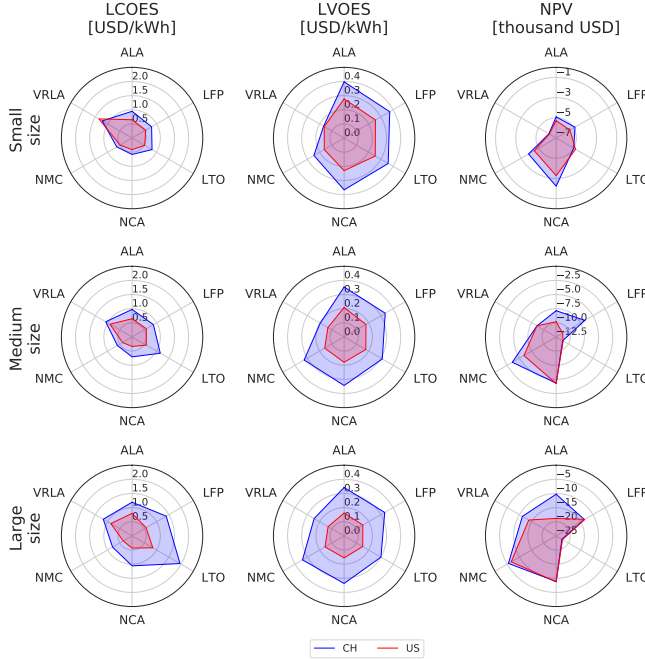 LCOES
[USD/kWh]
LVOES
[USD/kWh]
NPV
[thousand USD]
Small
size
ALA
VRLA
LFP
NMC
LTO
NCA
2.0
1.5
1.0
0.5
ALA
VRLA
LFP
NMC
LTO
NCA
0.4
0.3
0.2
0.1
0.0
ALA
VRLA
LFP
NMC
LTO
NCA
−1
−3
−5
−7
Medium
size
ALA
VRLA
LFP
NMC
LTO
NCA
2.0
1.5
1.0
0.5
ALA
VRLA
LFP
NMC
LTO
NCA
0.4
0.3
0.2
0.1
0.0
ALA
VRLA
LFP
NMC
LTO
NCA
−2.5
−5.0
−7.5
−10.0
−12.5
Large
size
ALA
VRLA
LFP
NMC
LTO
NCA
2.0
1.5
1.0
0.5
ALA
VRLA
LFP
NMC
LTO
NCA
0.4
0.3
0.2
0.1
0.0
ALA
VRLA
LFP
NMC
LTO
NCA
−5
−10
−15
−20
−25
CH
US